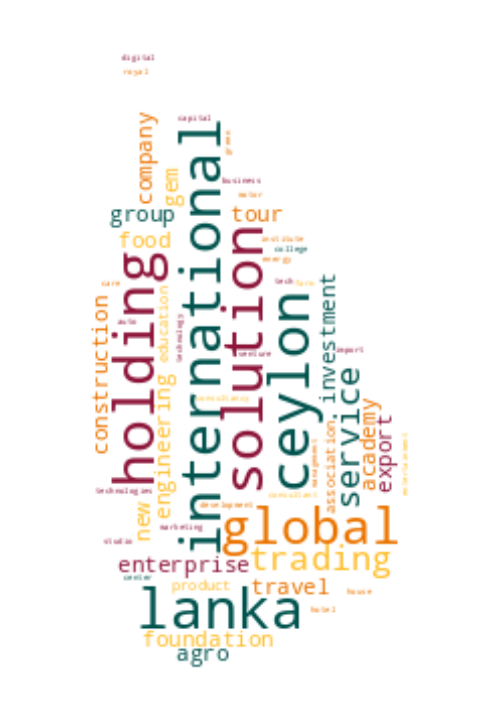 digital
royal
capital
company
green
gem
business
motor
group
tour
food
institute
college
energy
international
holding
solution
care
tech
farm
ceylon
investment
construction
auto
education
technology
venture
import
engineering
service
consultancy
academy
export
association
management
entertainment
technologies
consultant
new
development
global
marketing
studio
trading
enterprise
center
product
travel
house
lanka
hotel
foundation
agro